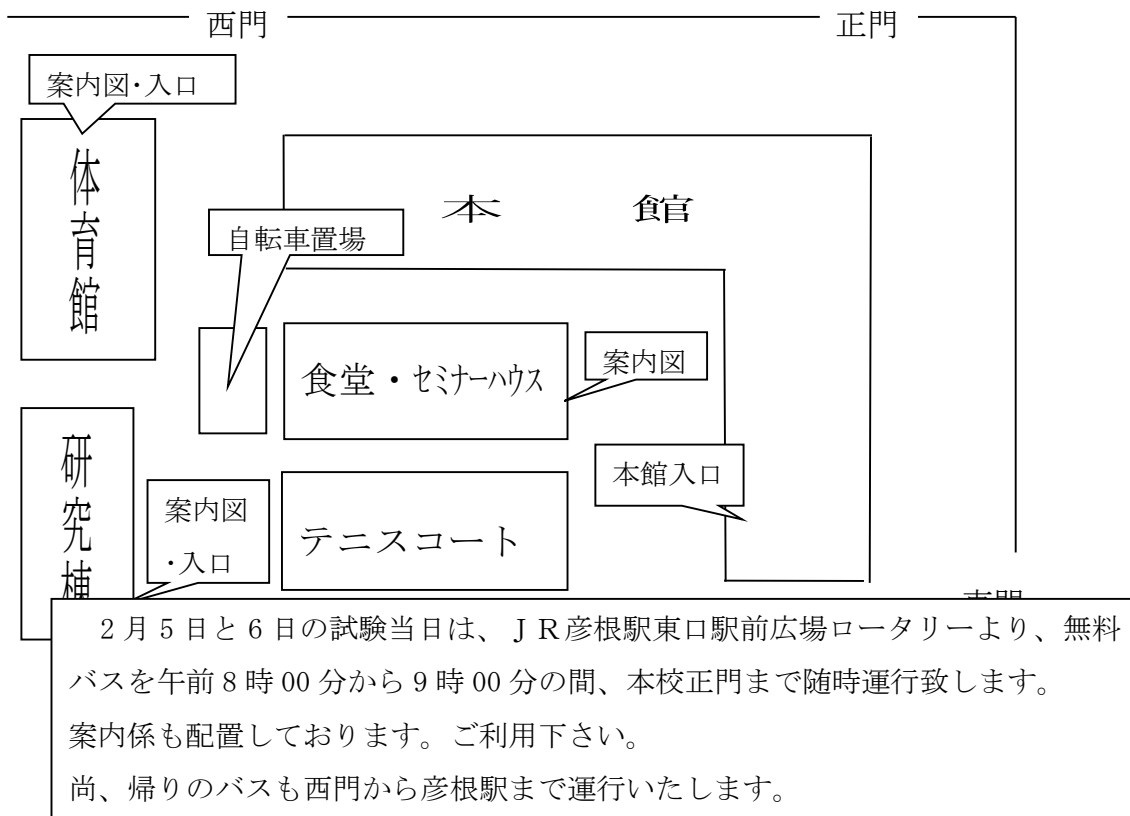 西門
正門
案内図・入口
体育館
本　館
自転車置場
食堂・セミナーハウス
案内図
研究棟
案内図
・入口
テニスコート
本館入口
２月５日と６日の試験当日は、ＪＲ彦根駅東口駅前広場ロータリーより、無料
バスを午前８時 00 分から９時 00 分の間、本校正門まで随時運行致します。
案内係も配置しております。ご利用下さい。
尚、帰りのバスも西門から彦根駅まで運行いたします。